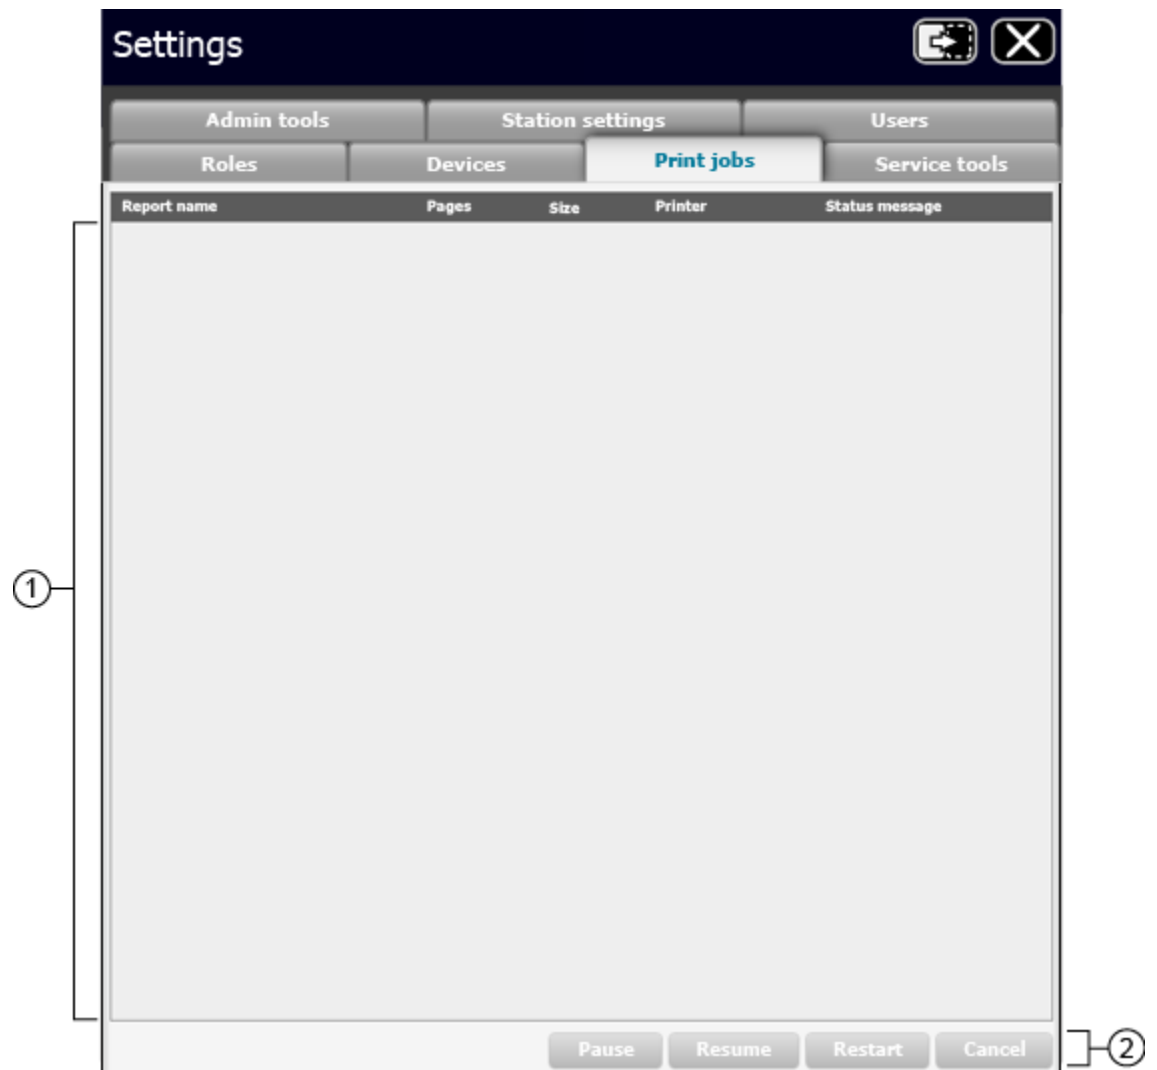 Settings
Admin tools Station settings Users
Roles Devices Print jobs Service tools
Report name Pages Size Printer Status message
1
Pause Resume Restart Cancel
2